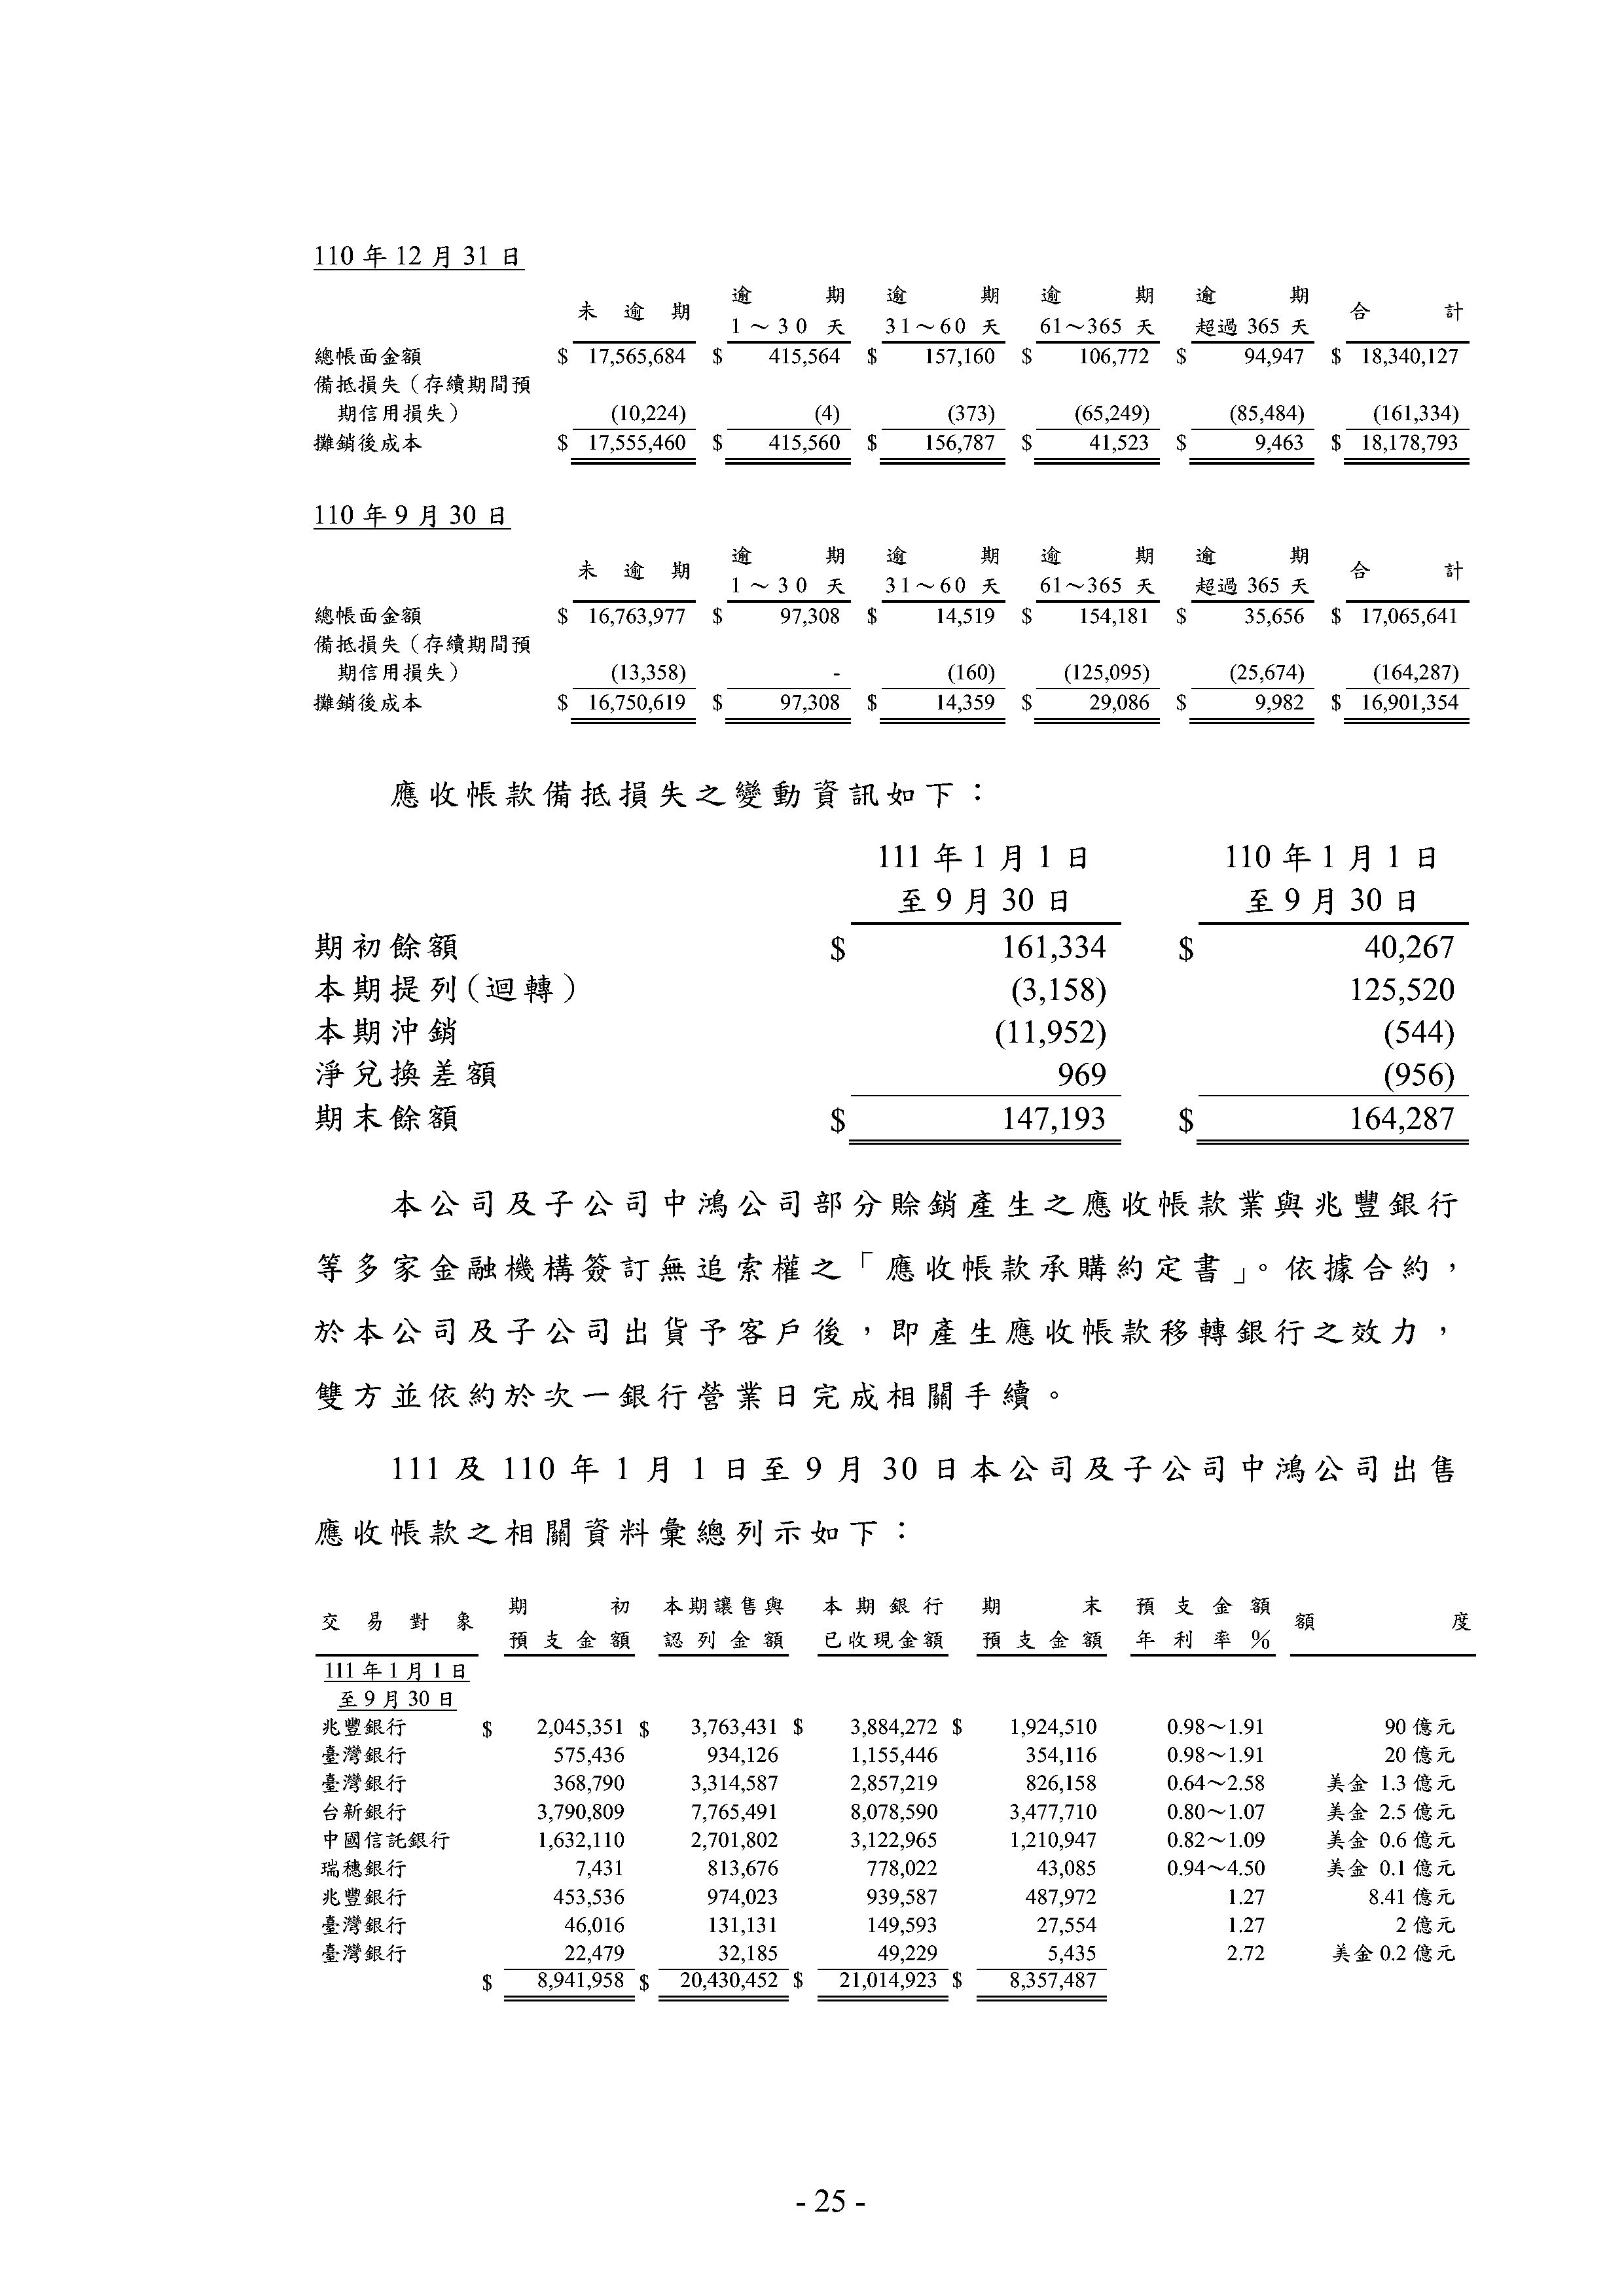 110 年 12 月 31 日
未逾期 逾期 1～30 天 逾期 31～60 天 逾期 61～365 天 逾期 超過 365 天 合計
總帳面金額 $ 17,565,684 $ 415,564 $ 157,160 $ 106,772 $ 94,947 $ 18,340,127
備抵損失（存續期間預
期信用損失） (10,224) (4) (373) (65,249) (85,484) (161,334)
攤銷後成本 $ 17,555,460 $ 415,560 $ 156,787 $ 41,523 $ 9,463 $ 18,178,793
110 年 9 月 30 日
未逾期 逾期 1～30 天 逾期 31～60 天 逾期 61～365 天 逾期 超過 365 天 合計
總帳面金額 $ 16,763,977 $ 97,308 $ 14,519 $ 154,181 $ 35,656 $ 17,065,641
備抵損失（存續期間預
期信用損失） (13,358) - (160) (125,095) (25,674) (164,287)
攤銷後成本 $ 16,750,619 $ 97,308 $ 14,359 $ 29,086 $ 9,982 $ 16,901,354
應收帳款備抵損失之變動資訊如下：
111 年 1 月 1 日 110 年 1 月 1 日
至 9 月 30 日 至 9 月 30 日
期初餘額 $ 161,334 $ 40,267
本期提列（迴轉） (3,158) 125,520
本期沖銷 (11,952) (544)
淨兌換差額 969 (956)
期末餘額 $ 147,193 $ 164,287
本公司及子公司中鴻公司部分賒銷產生之應收帳款業與兆豐銀行
等多家金融機構簽訂無追索權之「應收帳款承購約定書」。依據合約，
於本公司及子公司出貨予客戶後，即產生應收帳款移轉銀行之效力，
雙方並依約於次一銀行營業日完成相關手續。
111 及 110 年 1 月 1 日至 9 月 30 日本公司及子公司中鴻公司出售
應收帳款之相關資料彙總列示如下：
交易對象 期初預支金額 本期讓售與認列金額 本期銀行已收現金額 期末預支金額 預支金額年利率% 額度
111 年 1 月 1 日
至 9 月 30 日
兆豐銀行 $ 2,045,351 $ 3,763,431 $ 3,884,272 $ 1,924,510 0.98～1.91 90 億元
臺灣銀行 575,436 934,126 1,155,446 354,116 0.98～1.91 20 億元
臺灣銀行 368,790 3,314,587 2,857,219 826,158 0.64～2.58 美金 1.3 億元
台新銀行 3,790,809 7,765,491 8,078,590 3,477,710 0.80～1.07 美金 2.5 億元
中國信託銀行 1,632,110 2,701,802 3,122,965 1,210,947 0.82～1.09 美金 0.6 億元
瑞穗銀行 7,431 813,676 778,022 43,085 0.94～4.50 美金 0.1 億元
兆豐銀行 453,536 974,023 939,587 487,972 1.27 8.41 億元
臺灣銀行 46,016 131,131 149,593 27,554 1.27 2 億元
臺灣銀行 22,479 32,185 49,229 5,435 2.72 美金 0.2 億元
$ 8,941,958 $ 20,430,452 $ 21,014,923 $ 8,357,487
- 25 -